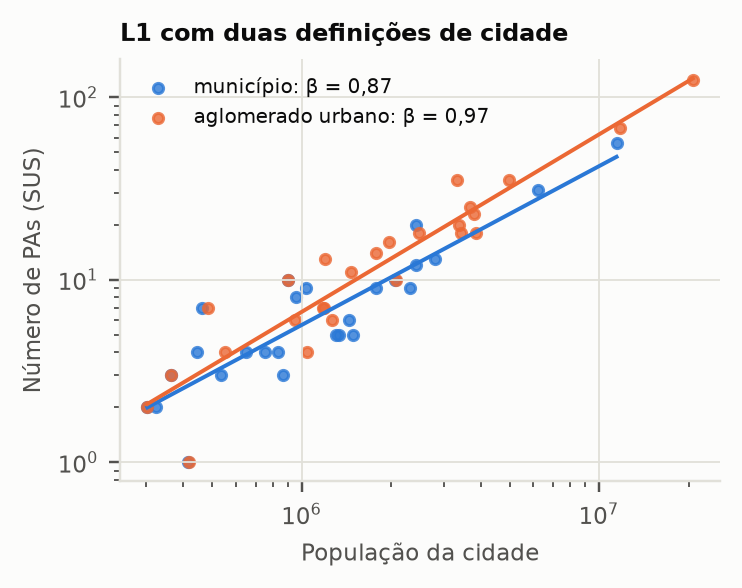 L1 com duas definições de cidade
município: β = 0,87
aglomerado urbano: β = 0,97
10²
10¹
10⁰
Número de PAs (SUS)
10⁶
10⁷
População da cidade